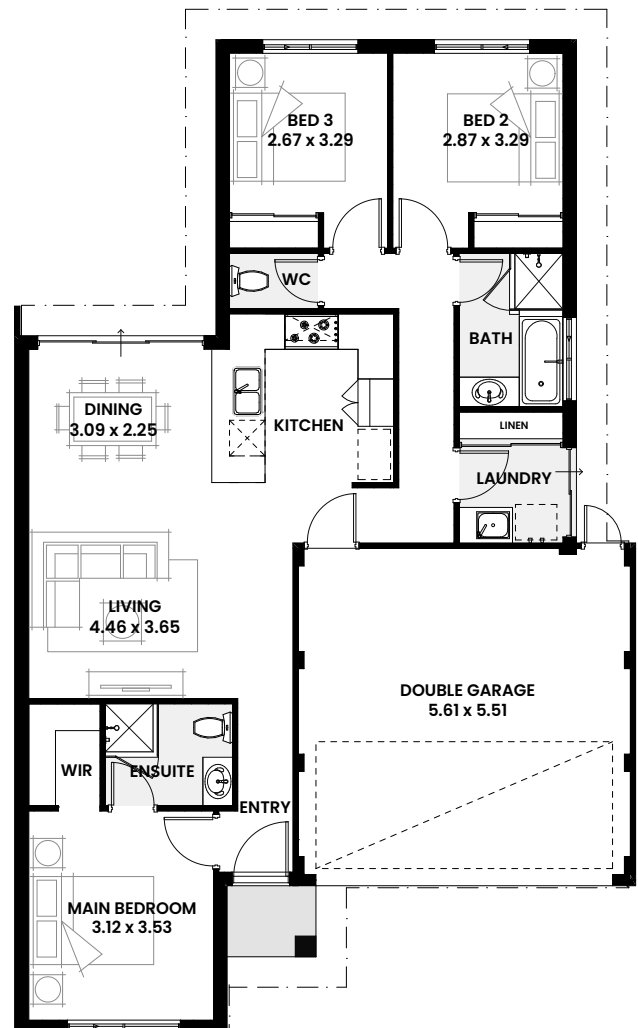 BED 3
2.67 x 3.29
BED 2
2.87 x 3.29
WC
BATH
DINING
3.09 x 2.25
KITCHEN
LINEN
LAUNDRY
LIVING
4.46 x 3.65
DOUBLE GARAGE
5.61 x 5.51
WIR
ENSUITE
ENTRY
MAIN BEDROOM
3.12 x 3.53